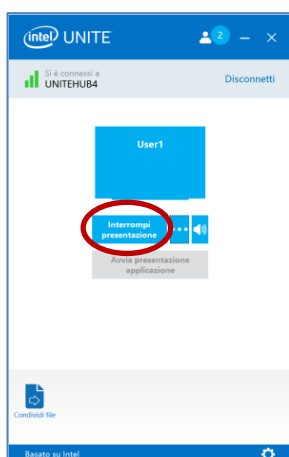 intel UNITE
2
Si è connessi a
UNITEHUB4
Disconnetti
User1
Interrompi
presentazione
Avvia presentazione
applicazione
Condividi file
Basato su Intel